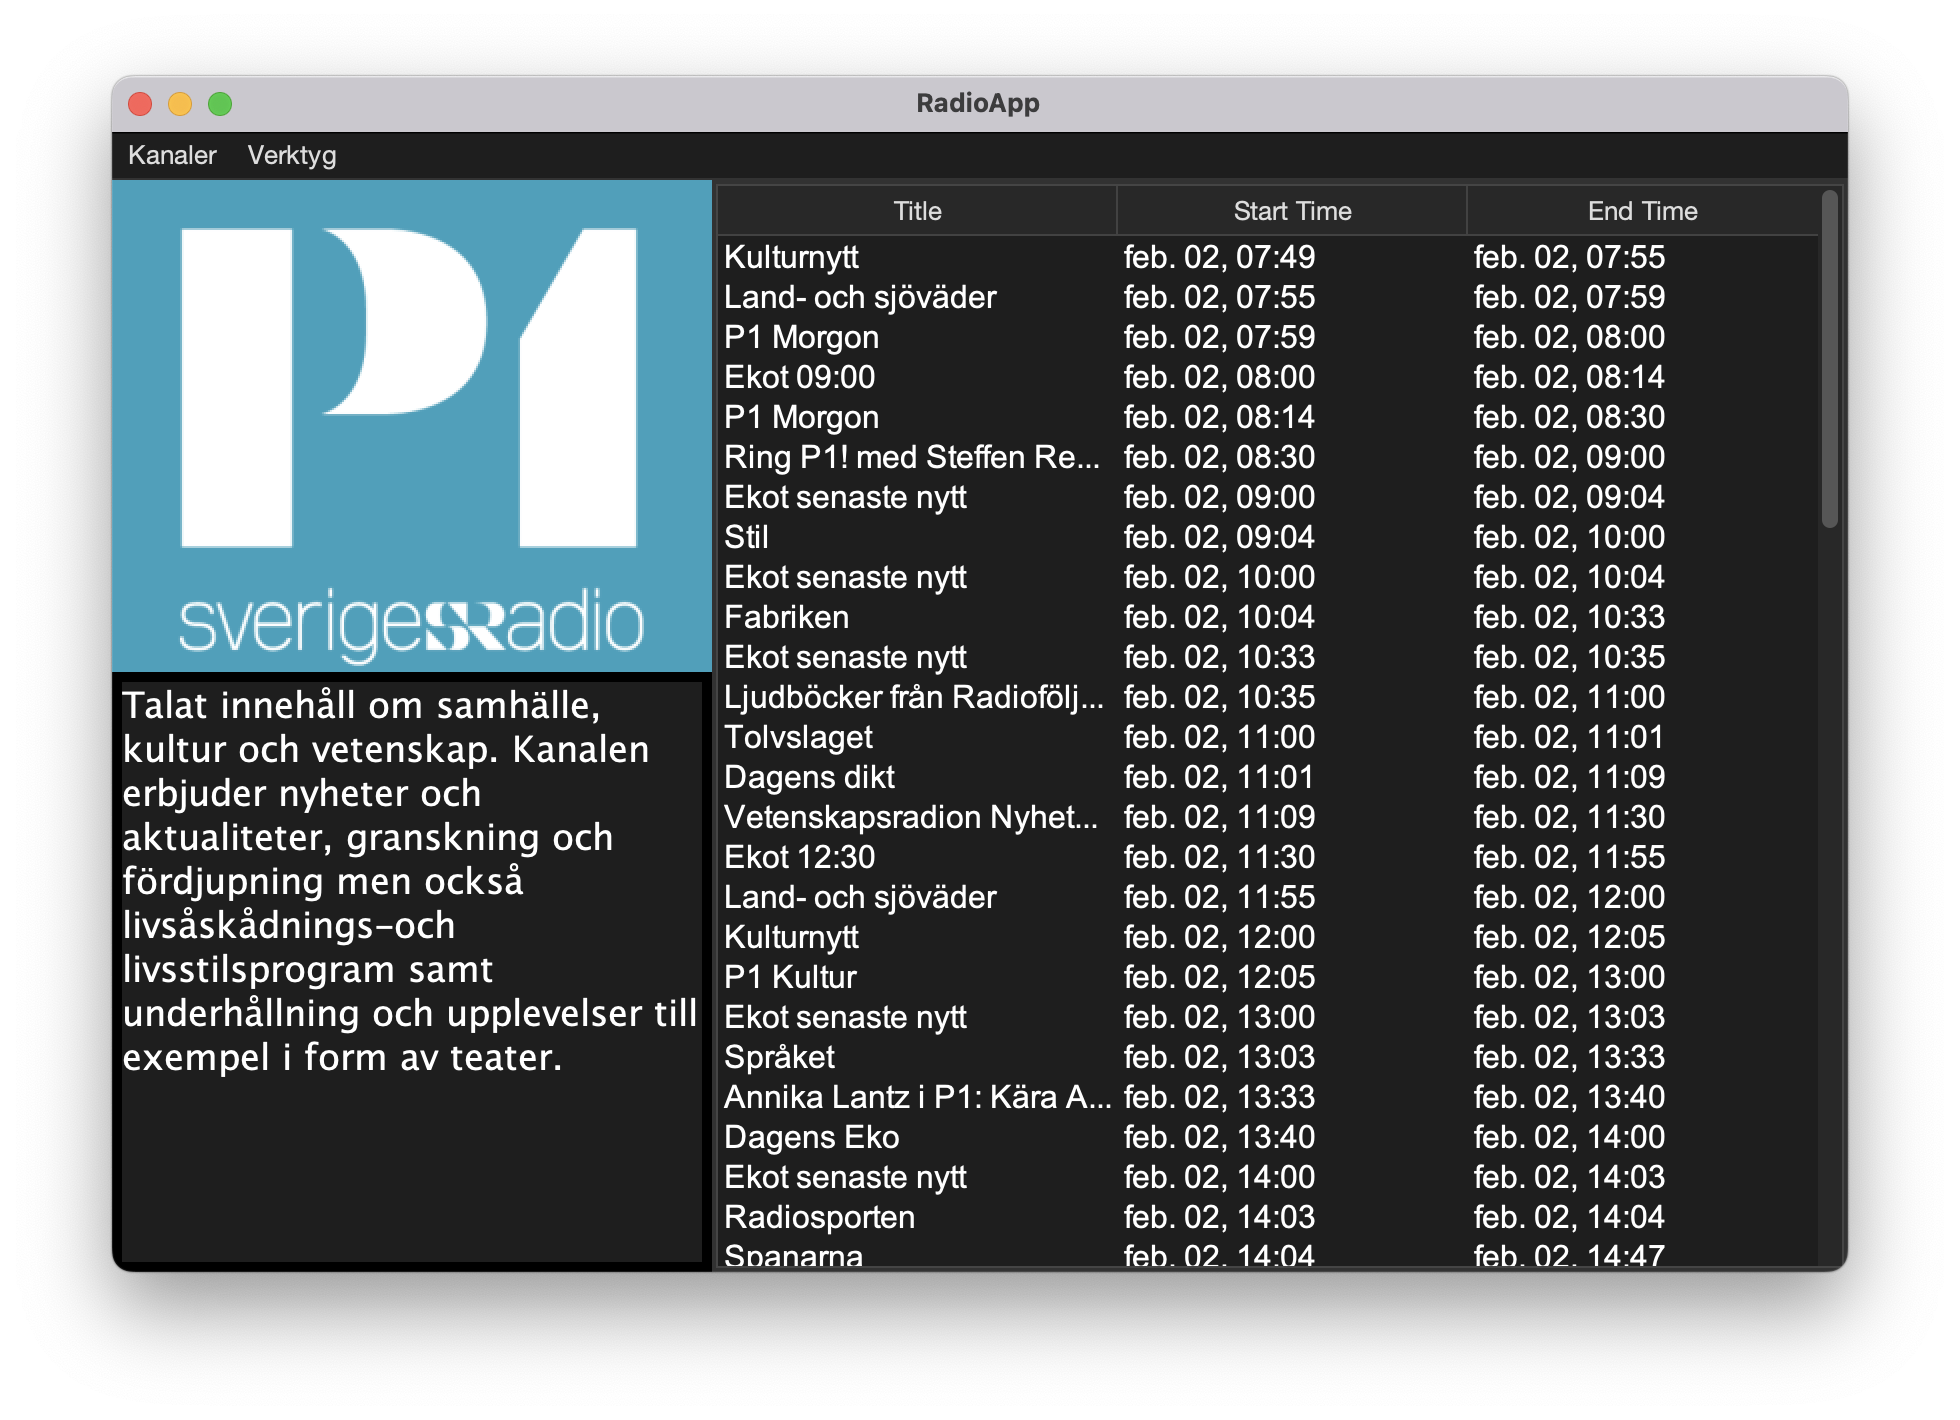 RadioApp
Kanaler Verktyg
P1
sverigesRadio
Talat innehåll om samhälle,
kultur och vetenskap. Kanalen
erbjuder nyheter och
aktualiteter, granskning och
fördjupning men också
livsåskådnings-och
livsstilsprogram samt
underhållning och upplevelser till
exempel i form av teater.
Title Start Time End Time
Kulturnytt feb. 02, 07:49 feb. 02, 07:55
Land- och sjöväder feb. 02, 07:55 feb. 02, 07:59
P1 Morgon feb. 02, 07:59 feb. 02, 08:00
Ekot 09:00 feb. 02, 08:00 feb. 02, 08:14
P1 Morgon feb. 02, 08:14 feb. 02, 08:30
Ring P1! med Steffen Re... feb. 02, 08:30 feb. 02, 09:00
Ekot senaste nytt feb. 02, 09:00 feb. 02, 09:04
Stil feb. 02, 09:04 feb. 02, 10:00
Ekot senaste nytt feb. 02, 10:00 feb. 02, 10:04
Fabriken feb. 02, 10:04 feb. 02, 10:33
Ekot senaste nytt feb. 02, 10:33 feb. 02, 10:35
Ljudböcker från Radiofölj... feb. 02, 10:35 feb. 02, 11:00
Tolvslaget feb. 02, 11:00 feb. 02, 11:01
Dagens dikt feb. 02, 11:01 feb. 02, 11:09
Vetenskapsradion Nyhet... feb. 02, 11:09 feb. 02, 11:30
Ekot 12:30 feb. 02, 11:30 feb. 02, 11:55
Land- och sjöväder feb. 02, 11:55 feb. 02, 12:00
Kulturnytt feb. 02, 12:00 feb. 02, 12:05
P1 Kultur feb. 02, 12:05 feb. 02, 13:00
Ekot senaste nytt feb. 02, 13:00 feb. 02, 13:03
Språket feb. 02, 13:03 feb. 02, 13:33
Annika Lantz i P1: Kära A... feb. 02, 13:33 feb. 02, 13:40
Dagens Eko feb. 02, 13:40 feb. 02, 14:00
Ekot senaste nytt feb. 02, 14:00 feb. 02, 14:03
Radiosporten feb. 02, 14:03 feb. 02, 14:04
Spanarna feb. 02, 14:04 feb. 02, 14:47